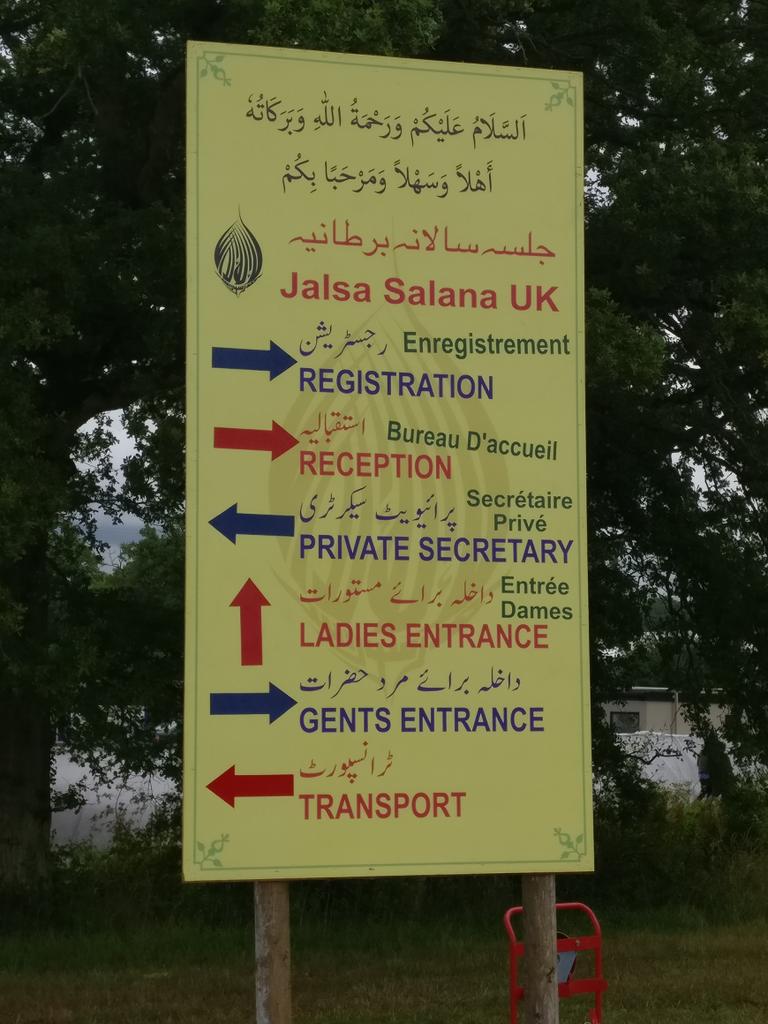 اَلسَّلَامُ عَلَيْكُمْ وَرَحْمَةُ اللّٰهِ وَبَرَكَاتُهٗ
أَهْلاً وَسَهْلاً وَمَرْحَبًا بِكُمْ
جلسہ سالانہ برطانیہ
Jalsa Salana UK
رجسٹریشن Enregistrement
REGISTRATION
استقبالیہ Bureau D'accueil
RECEPTION
پرائیویٹ سیکرٹری Secrétaire
Privé
PRIVATE SECRETARY
داخلہ برائے مستورات Entrée
Dames
LADIES ENTRANCE
داخلہ برائے مرد حضرات
GENTS ENTRANCE
ٹرانسپورٹ
TRANSPORT